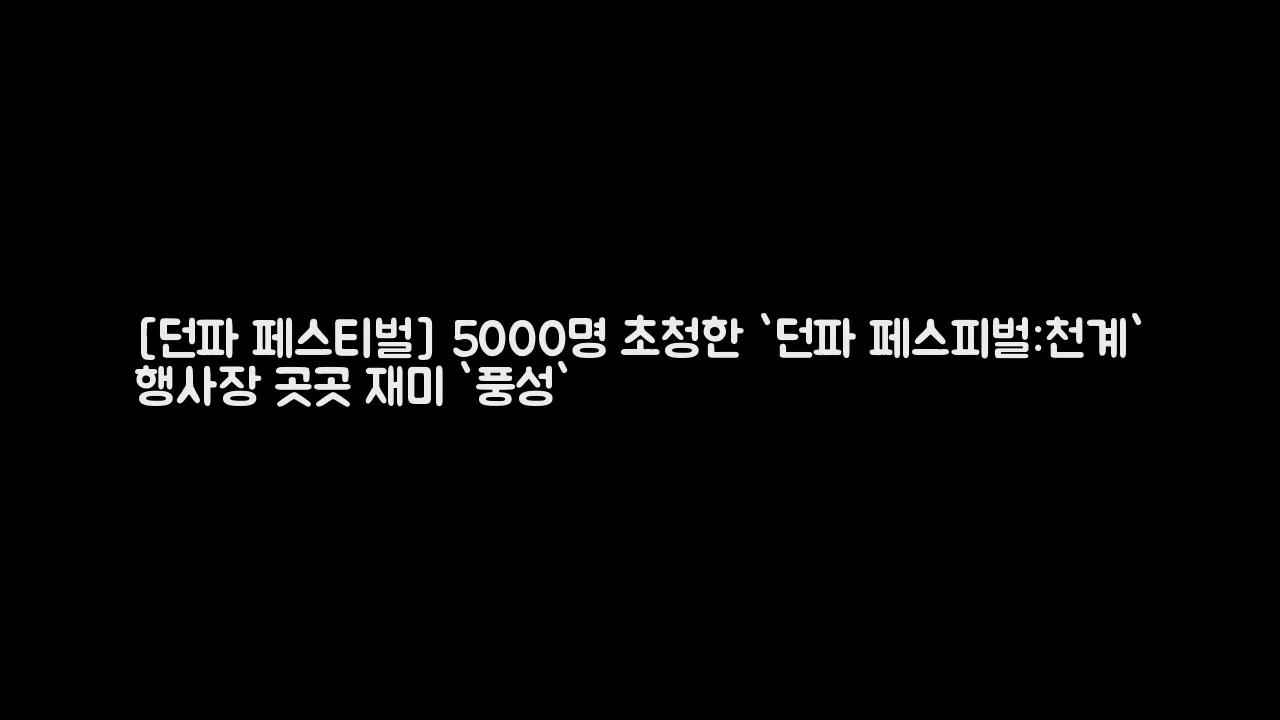 [던파 페스티벌] 5000명 초청한 `던파 페스피벌:천계`
행사장 곳곳 재미 `풍성`